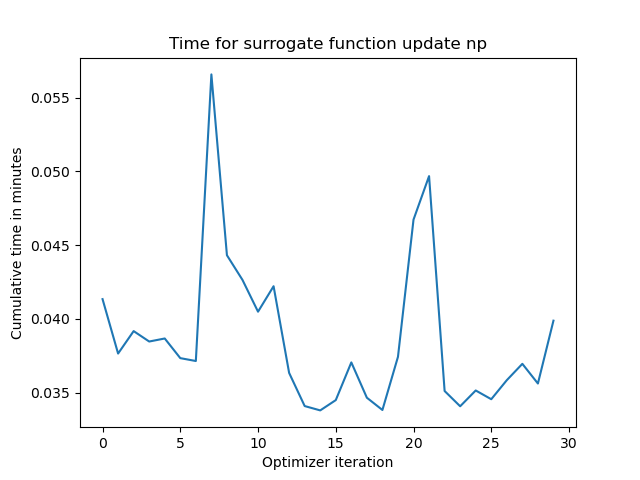 Time for surrogate function update np
Cumulative time in minutes
0.055
0.050
0.045
0.040
0.035
0 5 10 15 20 25 30
Optimizer iteration